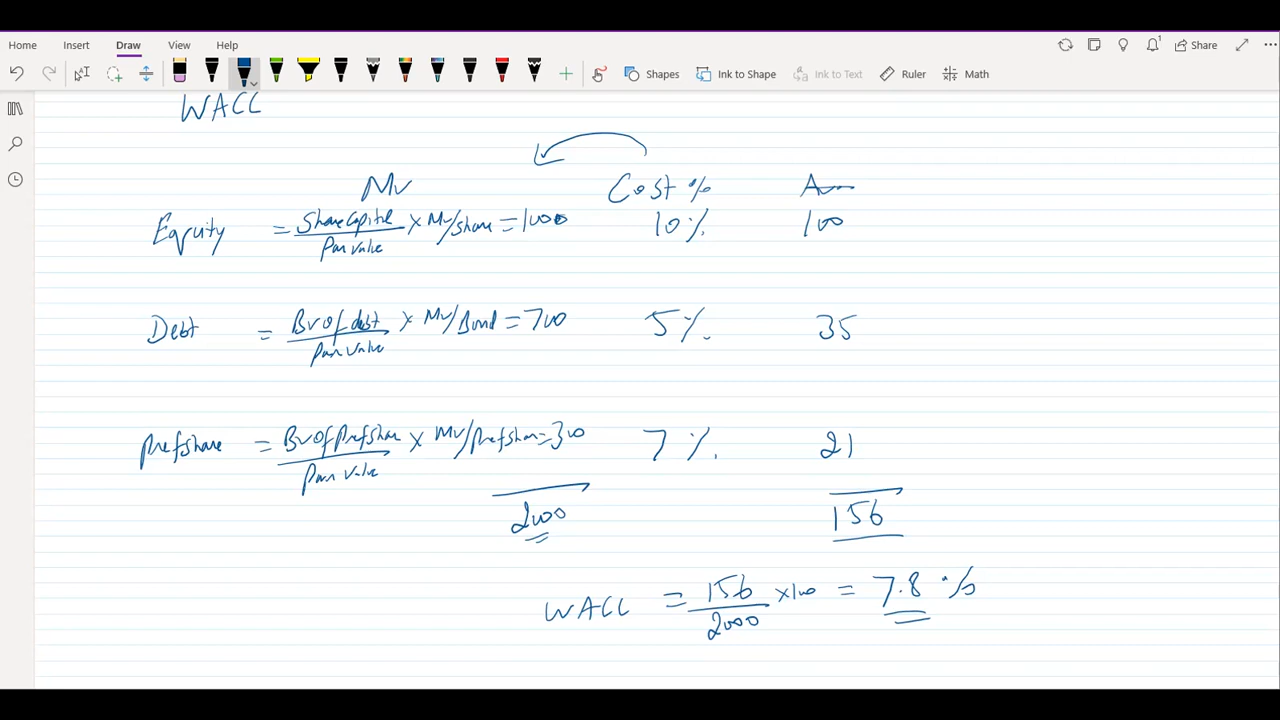 Home Insert Draw View Help Share
Shapes Ink to Shape Ink to Text Ruler Math
WACC
Mv Cost %
Equity = Share Capital / Par value × Mv/share = 1000 10% 100
Debt = Bv of debt / Par value × Mv/Bond = 700 5% 35
Pref share = Bv of Pref share / Par value × Mv/pref share = 300 7% 21
2000 156
WACC = 156 / 2000 × 100 = 7.8 %